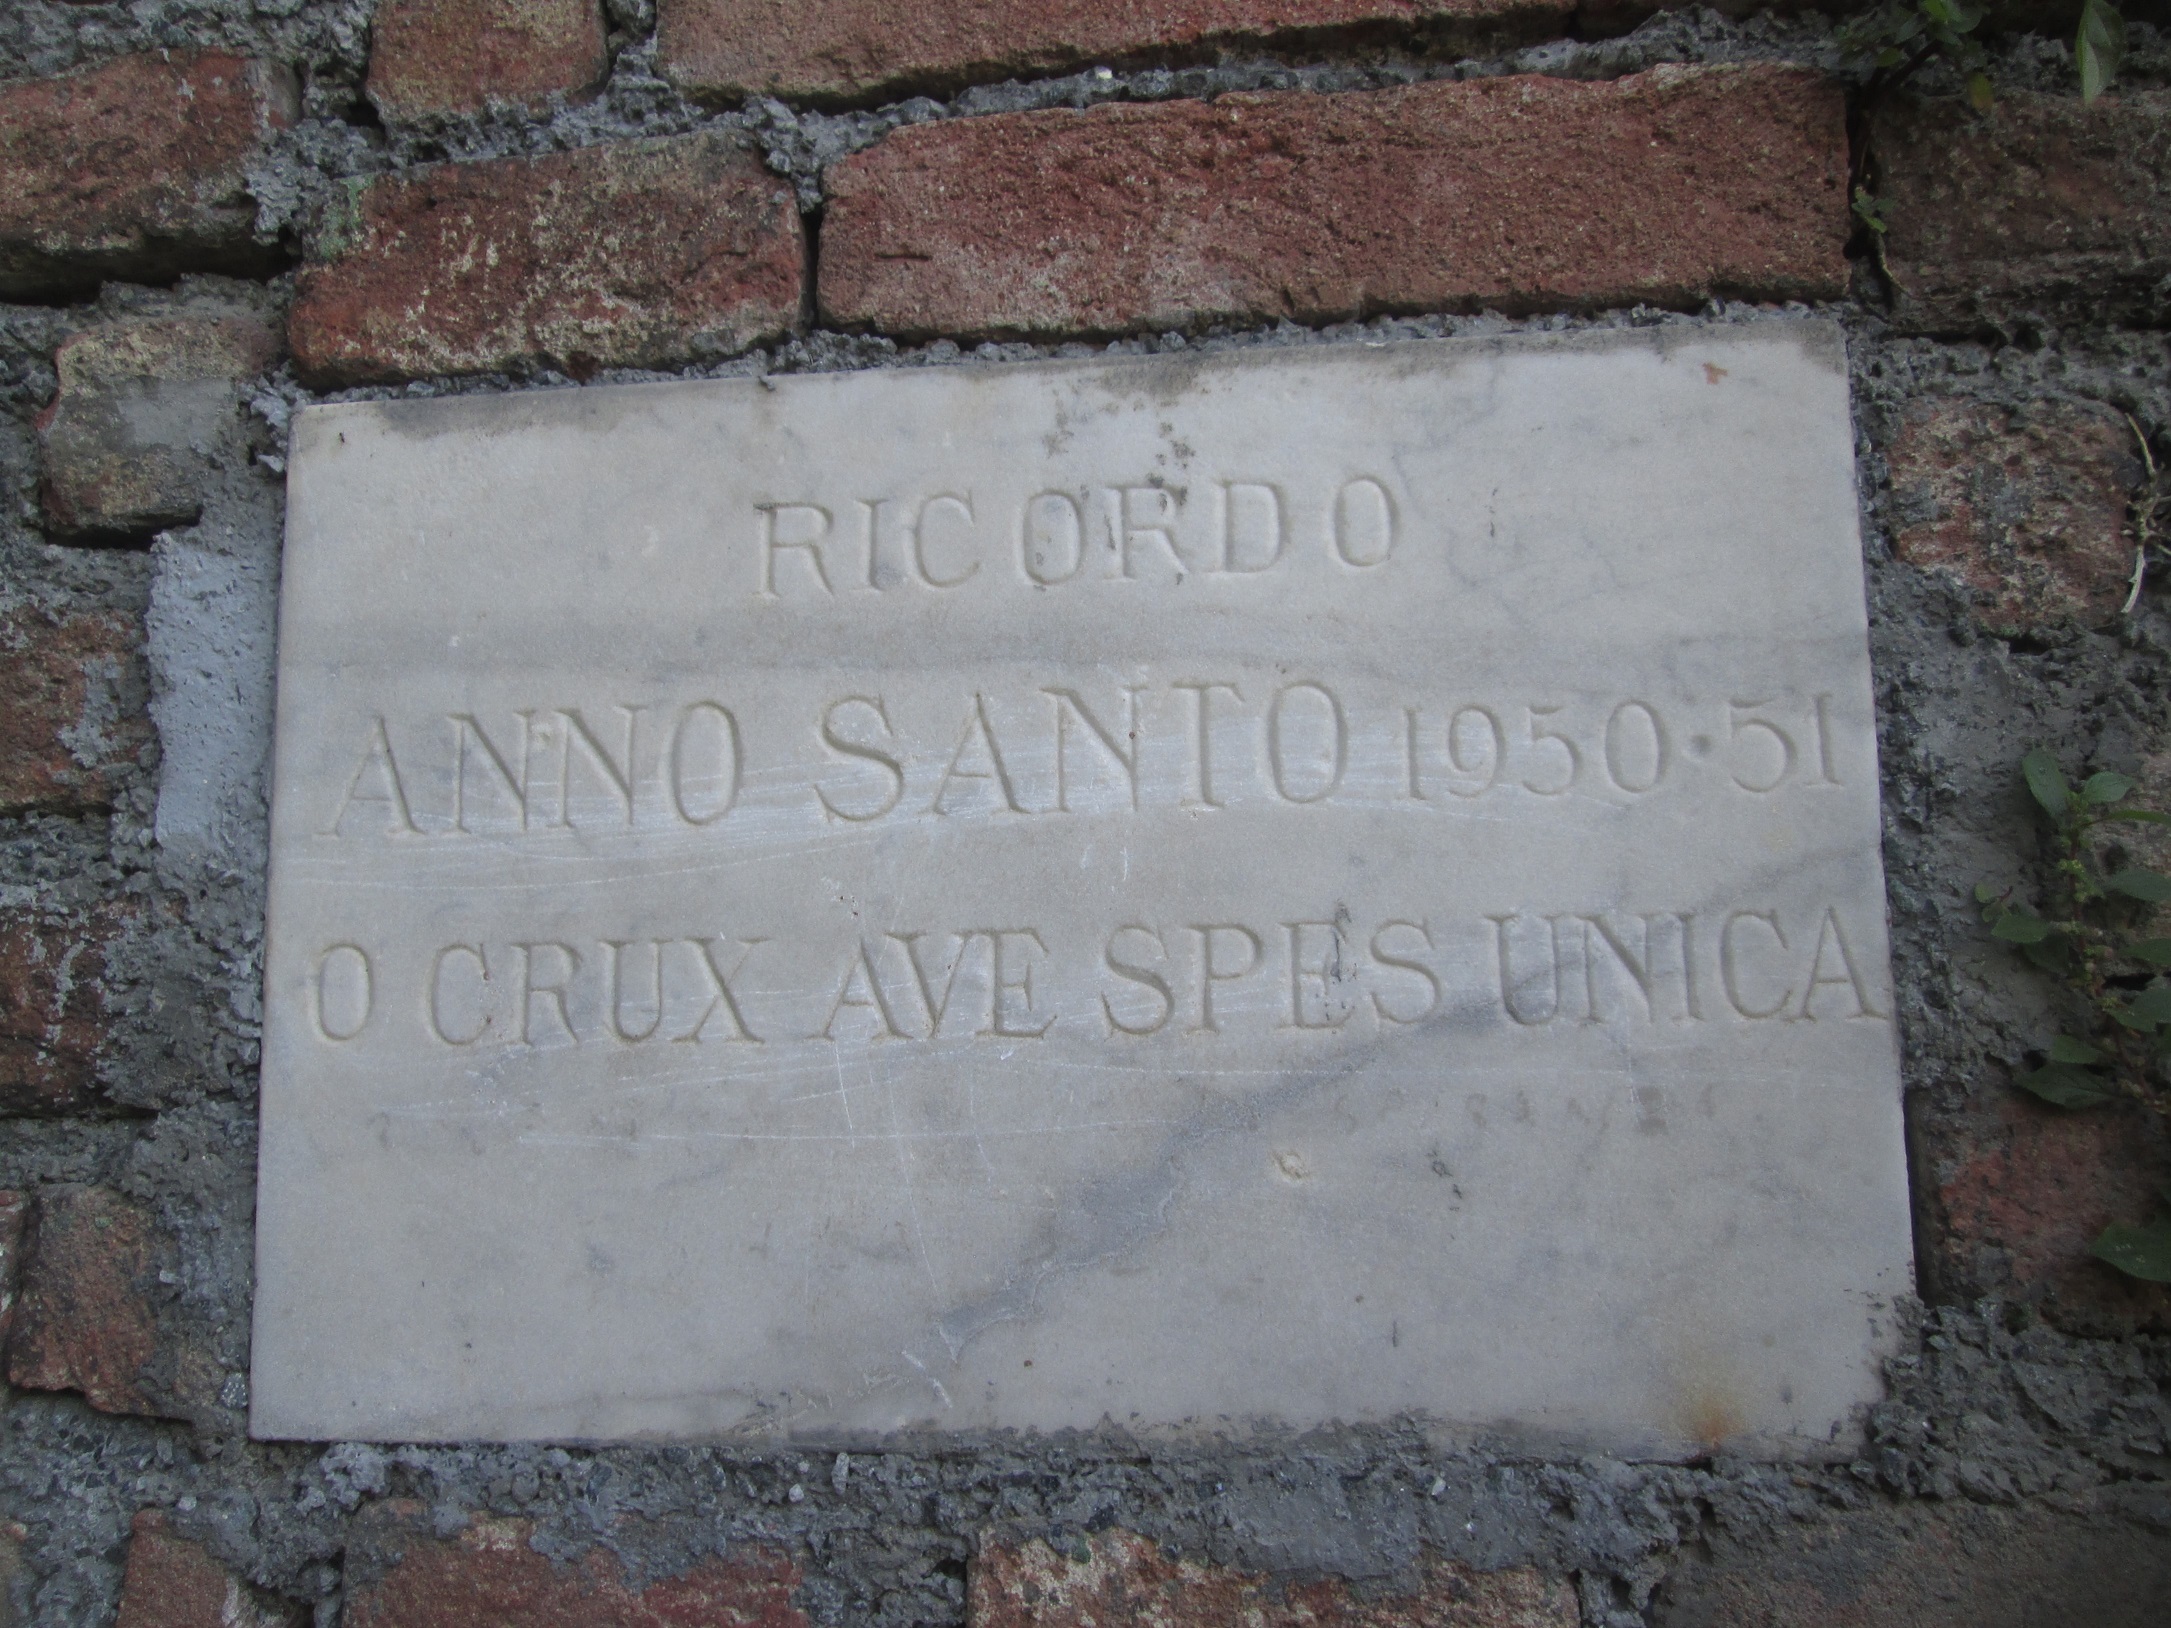 RICORDO
ANNO SANTO 1950·51
O CRUX AVE SPES UNICA